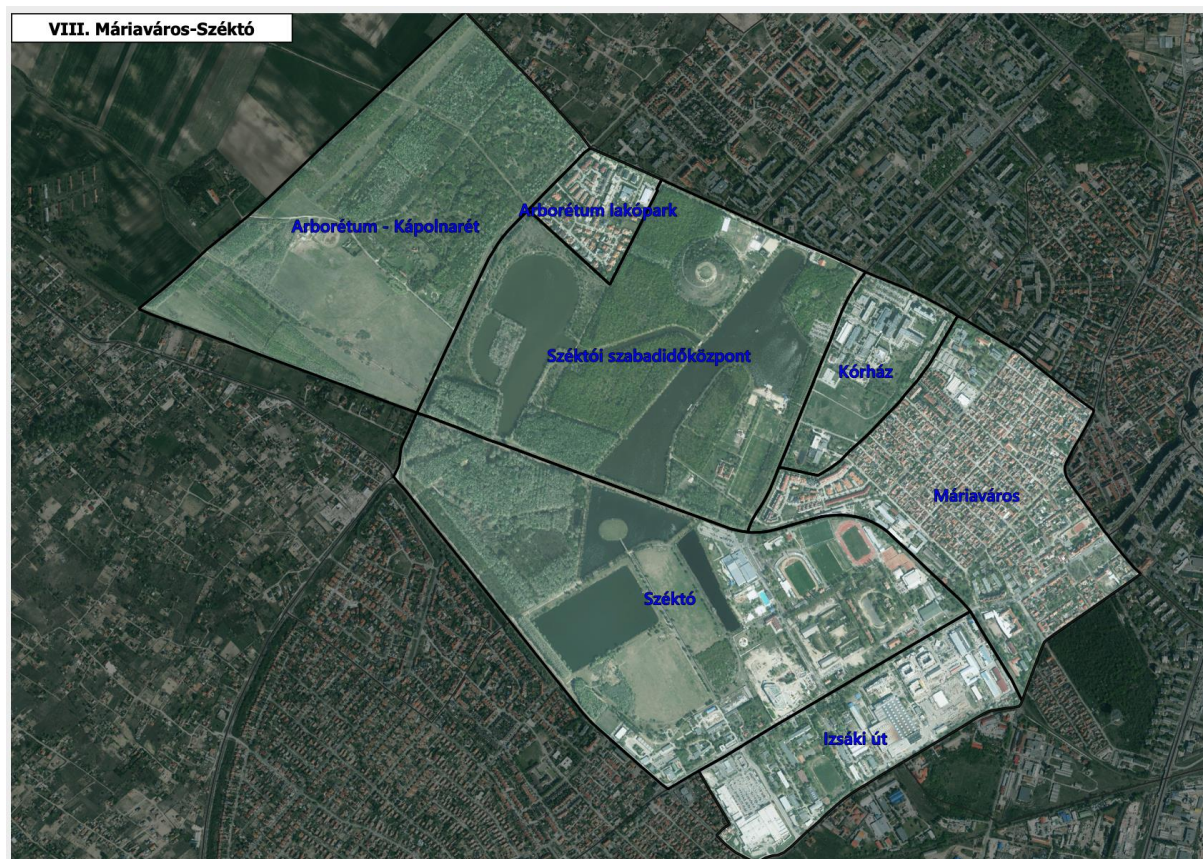 VIII. Máriaváros-Széktó
Arborétum lakópark
Arborétum - Kápolnarét
Széktói szabadidőközpont
Kórház
Máriaváros
Széktó
Izsáki út